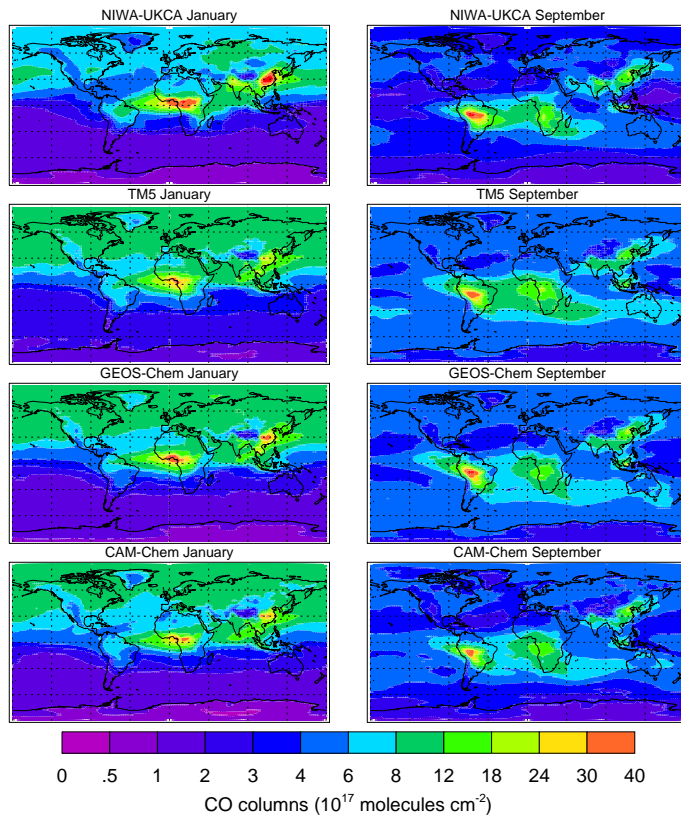 NIWA-UKCA January
NIWA-UKCA September
TM5 January
TM5 September
GEOS-Chem January
GEOS-Chem September
CAM-Chem January
CAM-Chem September
0 .5 1 2 3 4 6 8 12 18 24 30 40
CO columns (10¹⁷ molecules cm⁻²)